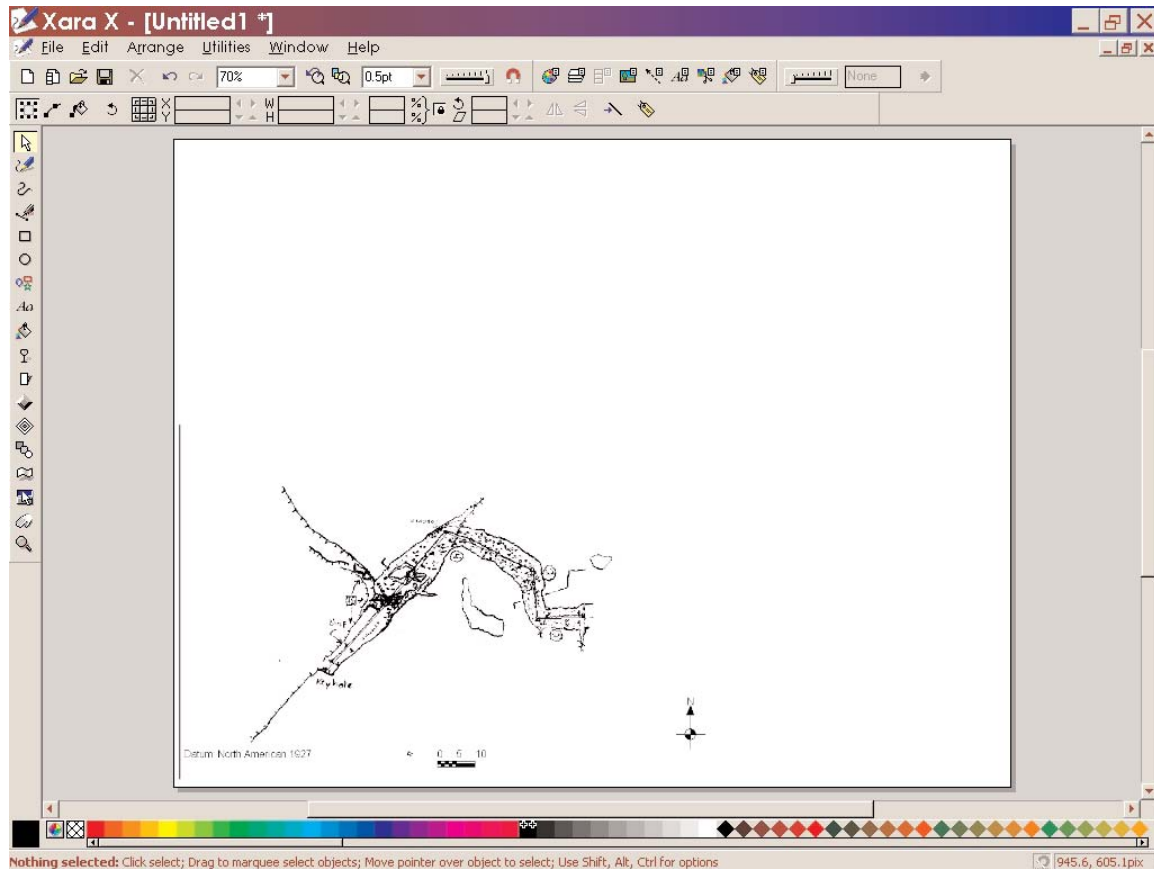 Xara X - [Untitled1 *]
File Edit Arrange Utilities Window Help
70% 0.5pt None
X Y W H % %
Aa
Keyhole
N
Datum North American 1927
0 5 10
Nothing selected: Click select; Drag to marquee select objects; Move pointer over object to select; Use Shift, Alt, Ctrl for options
945.6, 605.1pix